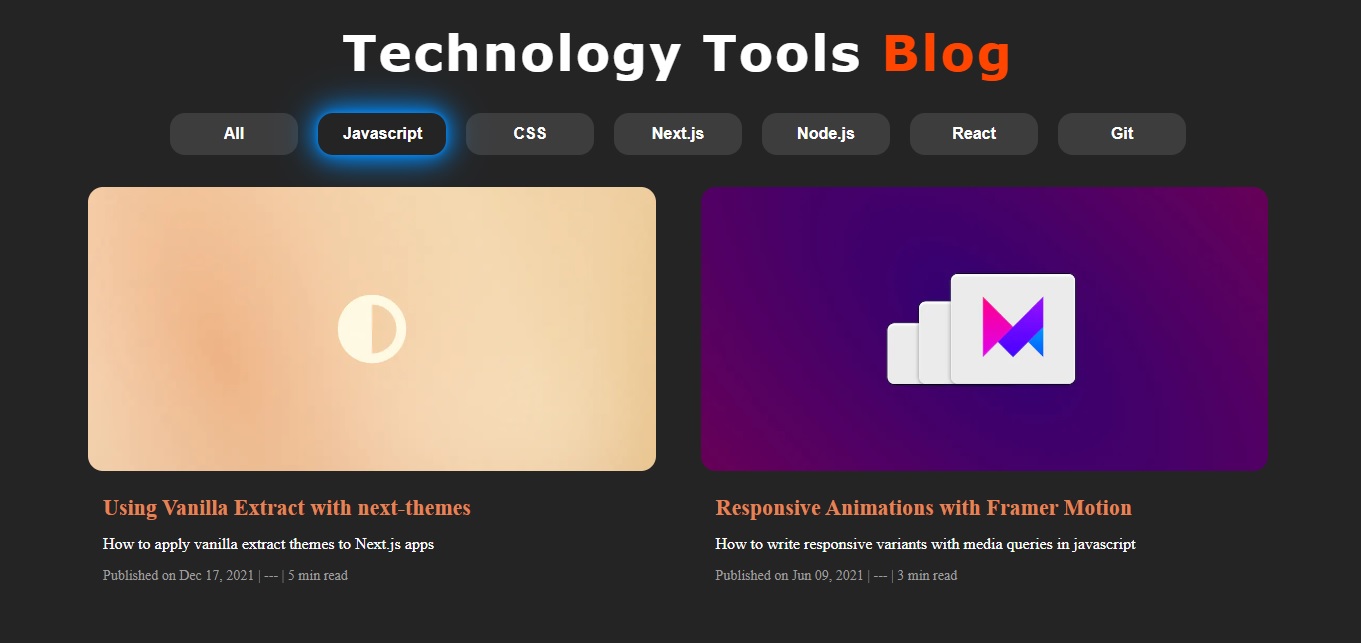 Technology Tools Blog
All Javascript CSS Next.js Node.js React Git
Using Vanilla Extract with next-themes
How to apply vanilla extract themes to Next.js apps
Published on Dec 17, 2021 | --- | 5 min read
Responsive Animations with Framer Motion
How to write responsive variants with media queries in javascript
Published on Jun 09, 2021 | --- | 3 min read